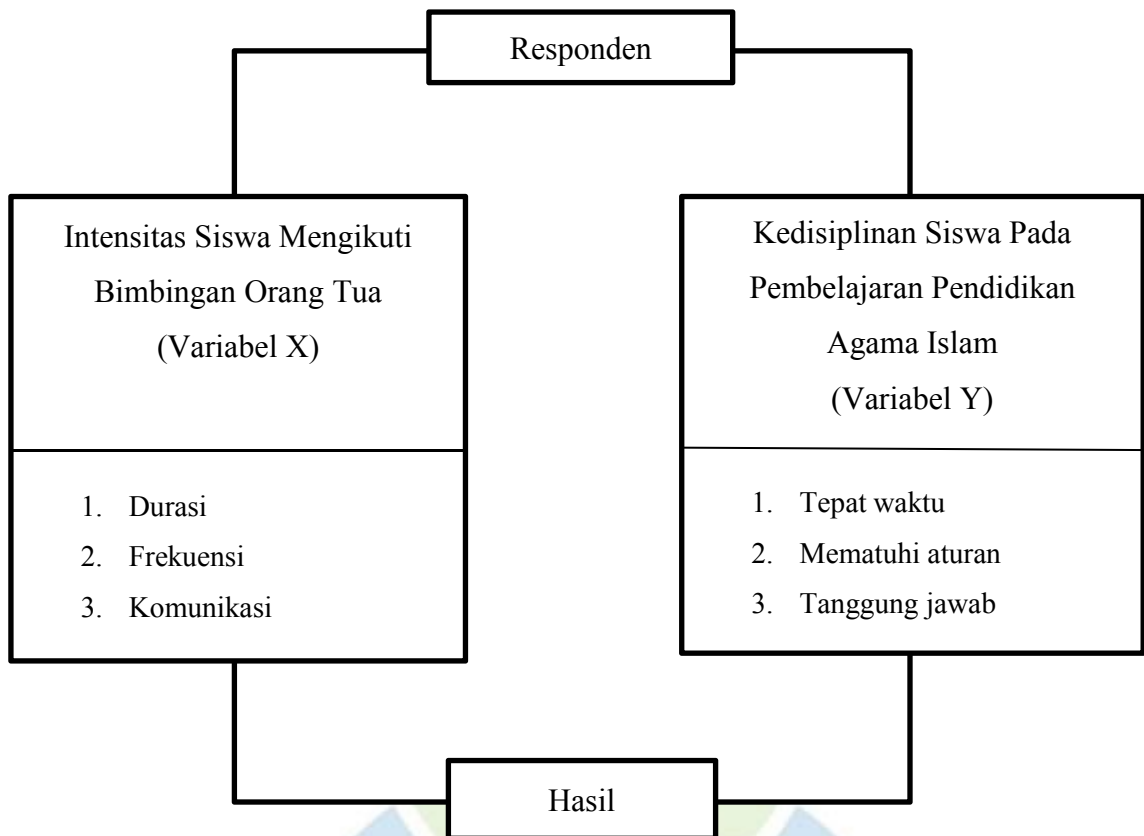 Responden
Intensitas Siswa Mengikuti
Bimbingan Orang Tua
(Variabel X)
1. Durasi
2. Frekuensi
3. Komunikasi
Kedisiplinan Siswa Pada
Pembelajaran Pendidikan
Agama Islam
(Variabel Y)
1. Tepat waktu
2. Mematuhi aturan
3. Tanggung jawab
Hasil